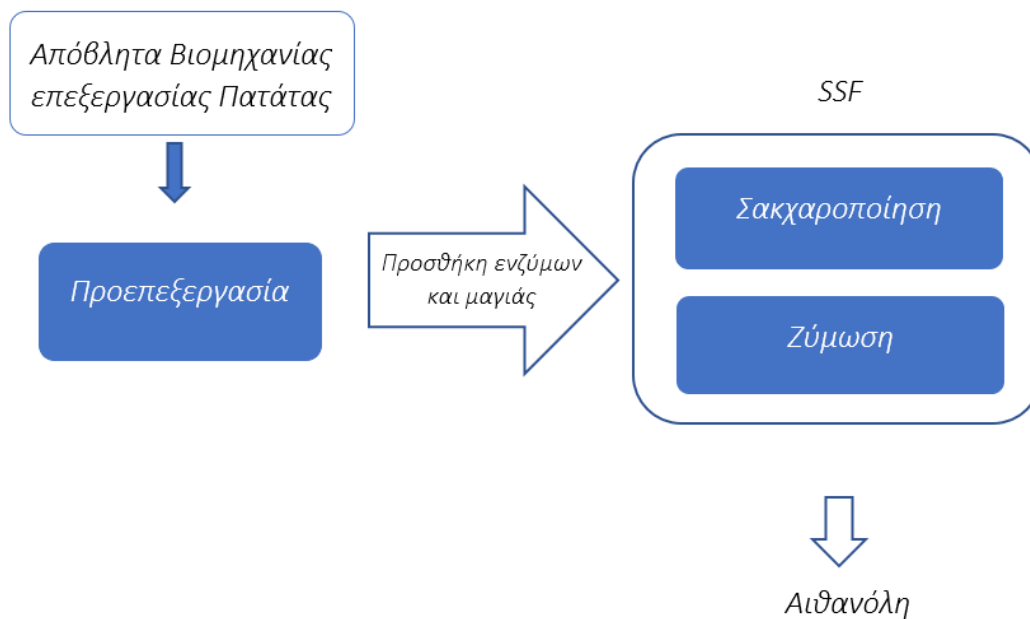 Απόβλητα Βιομηχανίας
επεξεργασίας Πατάτας
Προεπεξεργασία
Προσθήκη ενζύμων
και μαγιάς
SSF
Σακχαροποίηση
Ζύμωση
Αιθανόλη